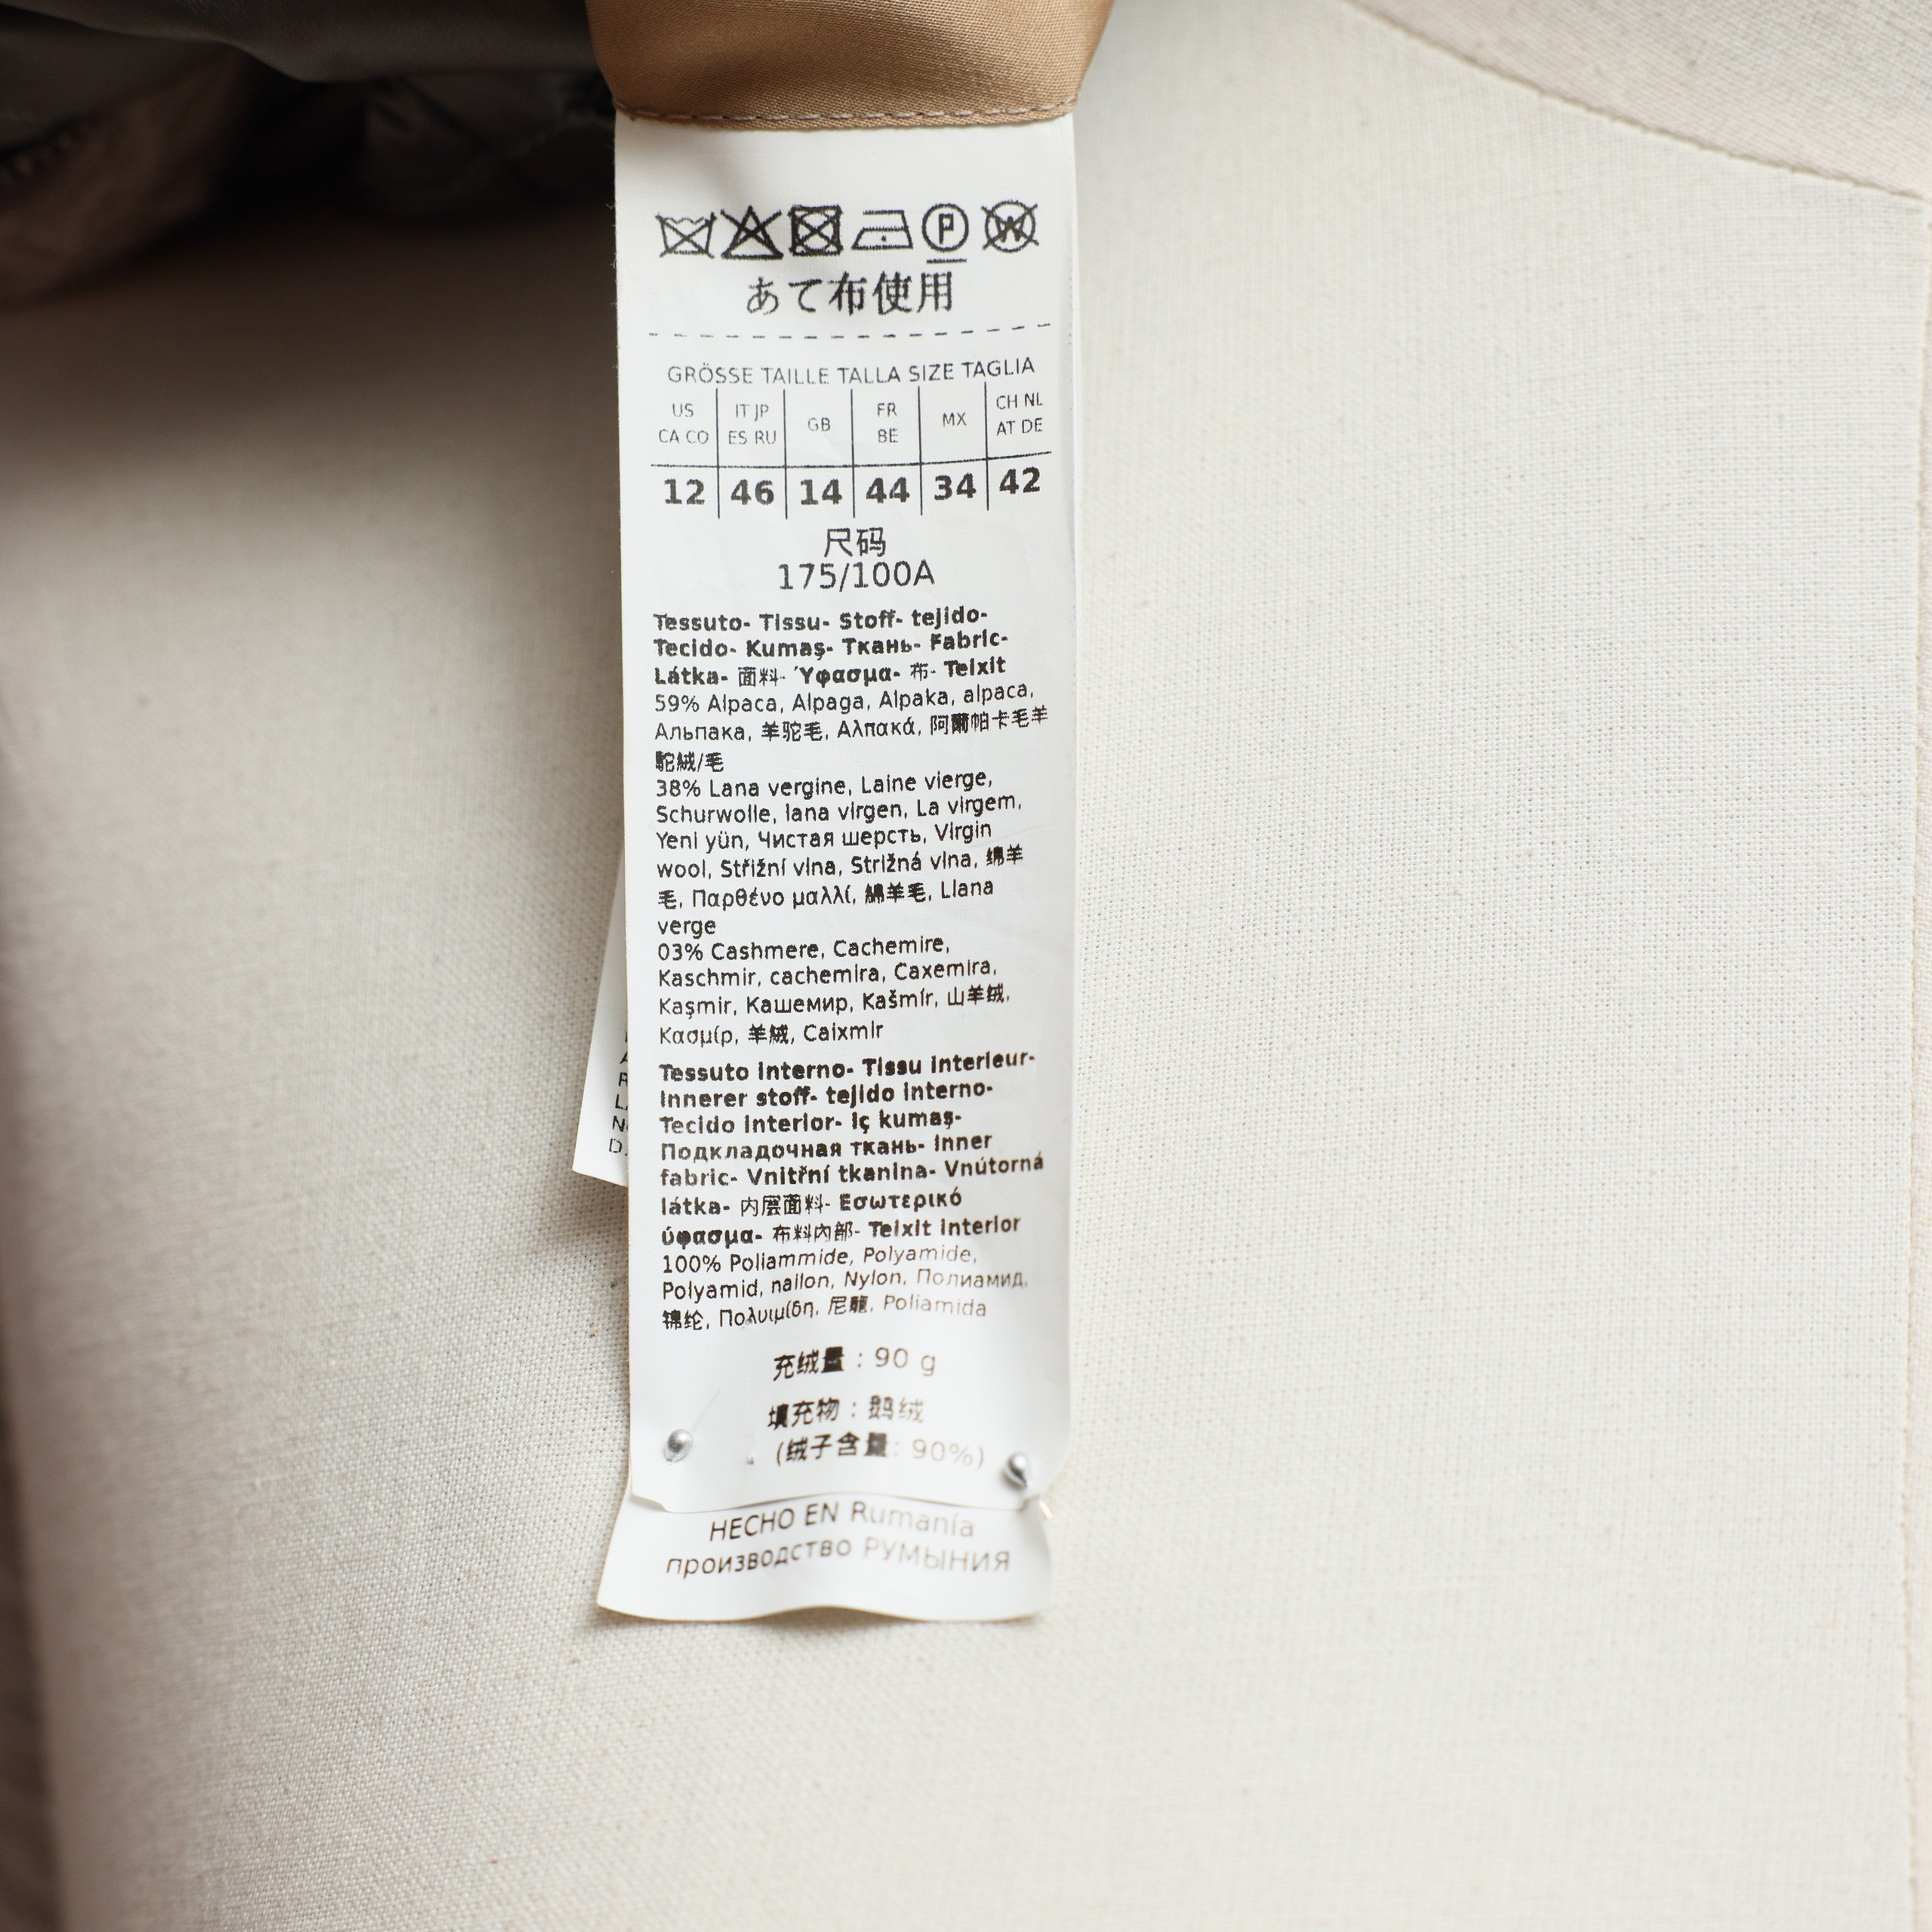 あて布使用
GRÖSSE TAILLE TALLA SIZE TAGLIA
US CA CO IT JP ES RU GB FR BE MX CH NL AT DE
12 46 14 44 34 42
尺码
175/100A
Tessuto- Tissu- Stoff- tejido-
Tecido- Kumaş- Ткань- Fabric-
Látka- 面料- Ύφασμα- 布- Teixit
59% Alpaca, Alpaga, Alpaka, alpaca,
Альпака, 羊驼毛, Αλπακά, 阿爾帕卡毛羊
駝絨/毛
38% Lana vergine, Laine vierge,
Schurwolle, lana virgen, La virgem,
Yeni yün, Чистая шерсть, Virgin
wool, Střižní vlna, Strižná vlna, 绵羊
毛, Παρθένο μαλλί, 綿羊毛, Llana
verge
03% Cashmere, Cachemire,
Kaschmir, cachemira, Caxemira,
Kaşmir, Кашемир, Kašmír, 山羊绒,
Κασμίρ, 羊絨, Caixmir
Tessuto interno- Tissu interieur-
Innerer stoff- tejido interno-
Tecido interior- Iç kumaş-
Подкладочная ткань- Inner
fabric- Vnitřní tkanina- Vnútorná
látka- 内层面料- Εσωτερικό
ύφασμα- 布料內部- Teixit interior
100% Poliammide, Polyamide,
Polyamid, nailon, Nylon, Полиамид,
锦纶, Πολυιμίδη, 尼龍, Poliamida
充绒量 : 90 g
填充物 : 鹅绒
(绒子含量: 90%)
HECHO EN Rumanía
производство РУМЫНИЯ